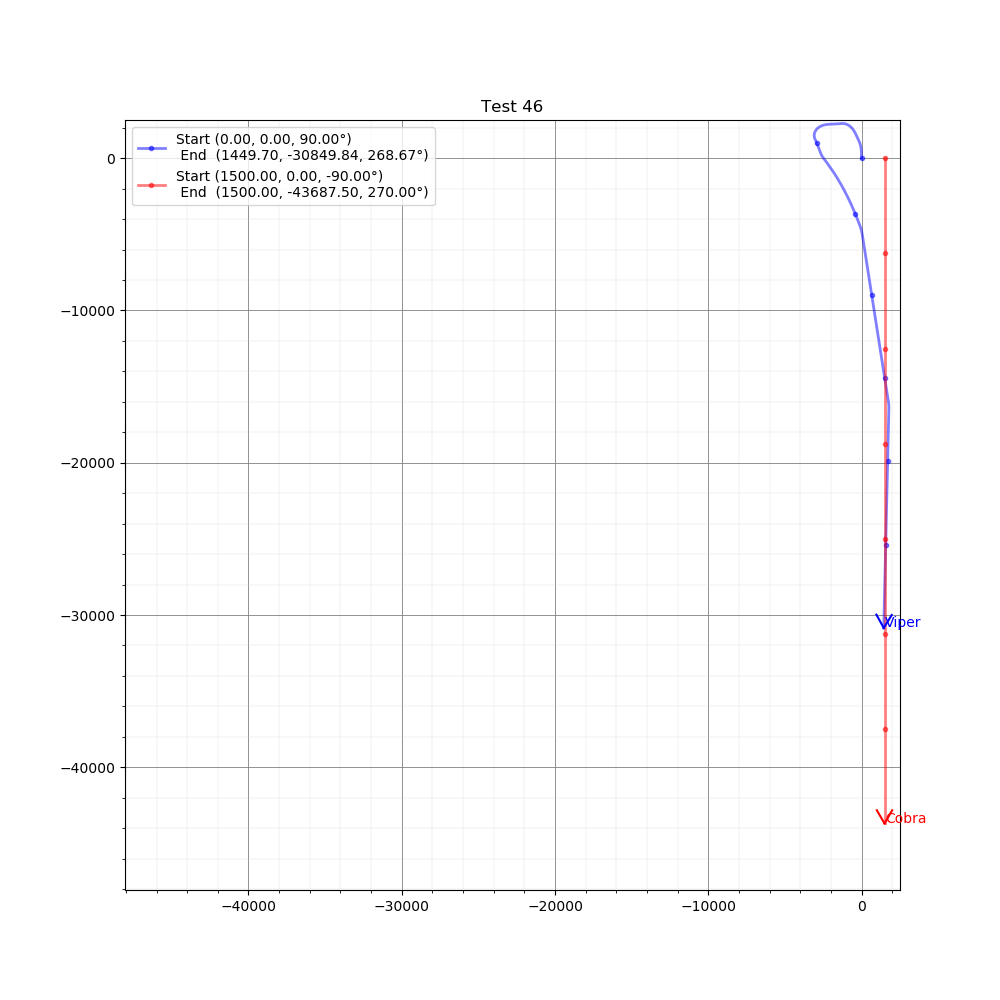 Test 46
Start (0.00, 0.00, 90.00°)
End  (1449.70, -30849.84, 268.67°)
Start (1500.00, 0.00, -90.00°)
End  (1500.00, -43687.50, 270.00°)
0
−10000
−20000
−30000
−40000
Viper
Cobra
−40000
−30000
−20000
−10000
0